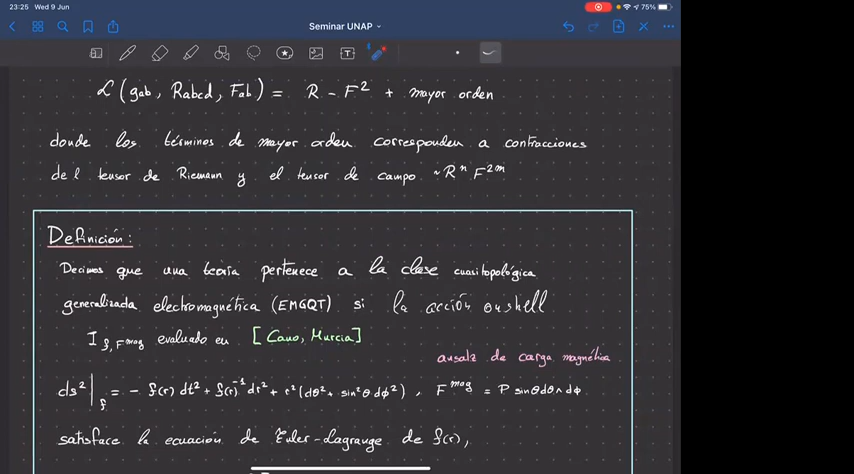 23:25 Wed 9 Jun
75%
Seminar UNAP
L (gab, Rabcd, Fab) = R - F² + mayor orden
donde los términos de mayor orden corresponden a contracciones
del tensor de Riemann y el tensor de campo ~ Rⁿ F²ᵐ
Definición:
Decimos que una teoría pertenece a la clase cuasitopológica
generalizada electromagnética (EMGQT) si la acción onshell
I f,Fᵐᵃᵍ evaluado en [Cano, Murcia]
ansatz de carga magnética
ds²|f = - f(r) dt² + f(r)⁻¹ dr² + r² (dθ² + sin²θ dφ²) , Fᵐᵃᵍ = P sinθ dθ ∧ dφ
satisface la ecuación de Euler-Lagrange de f(r),